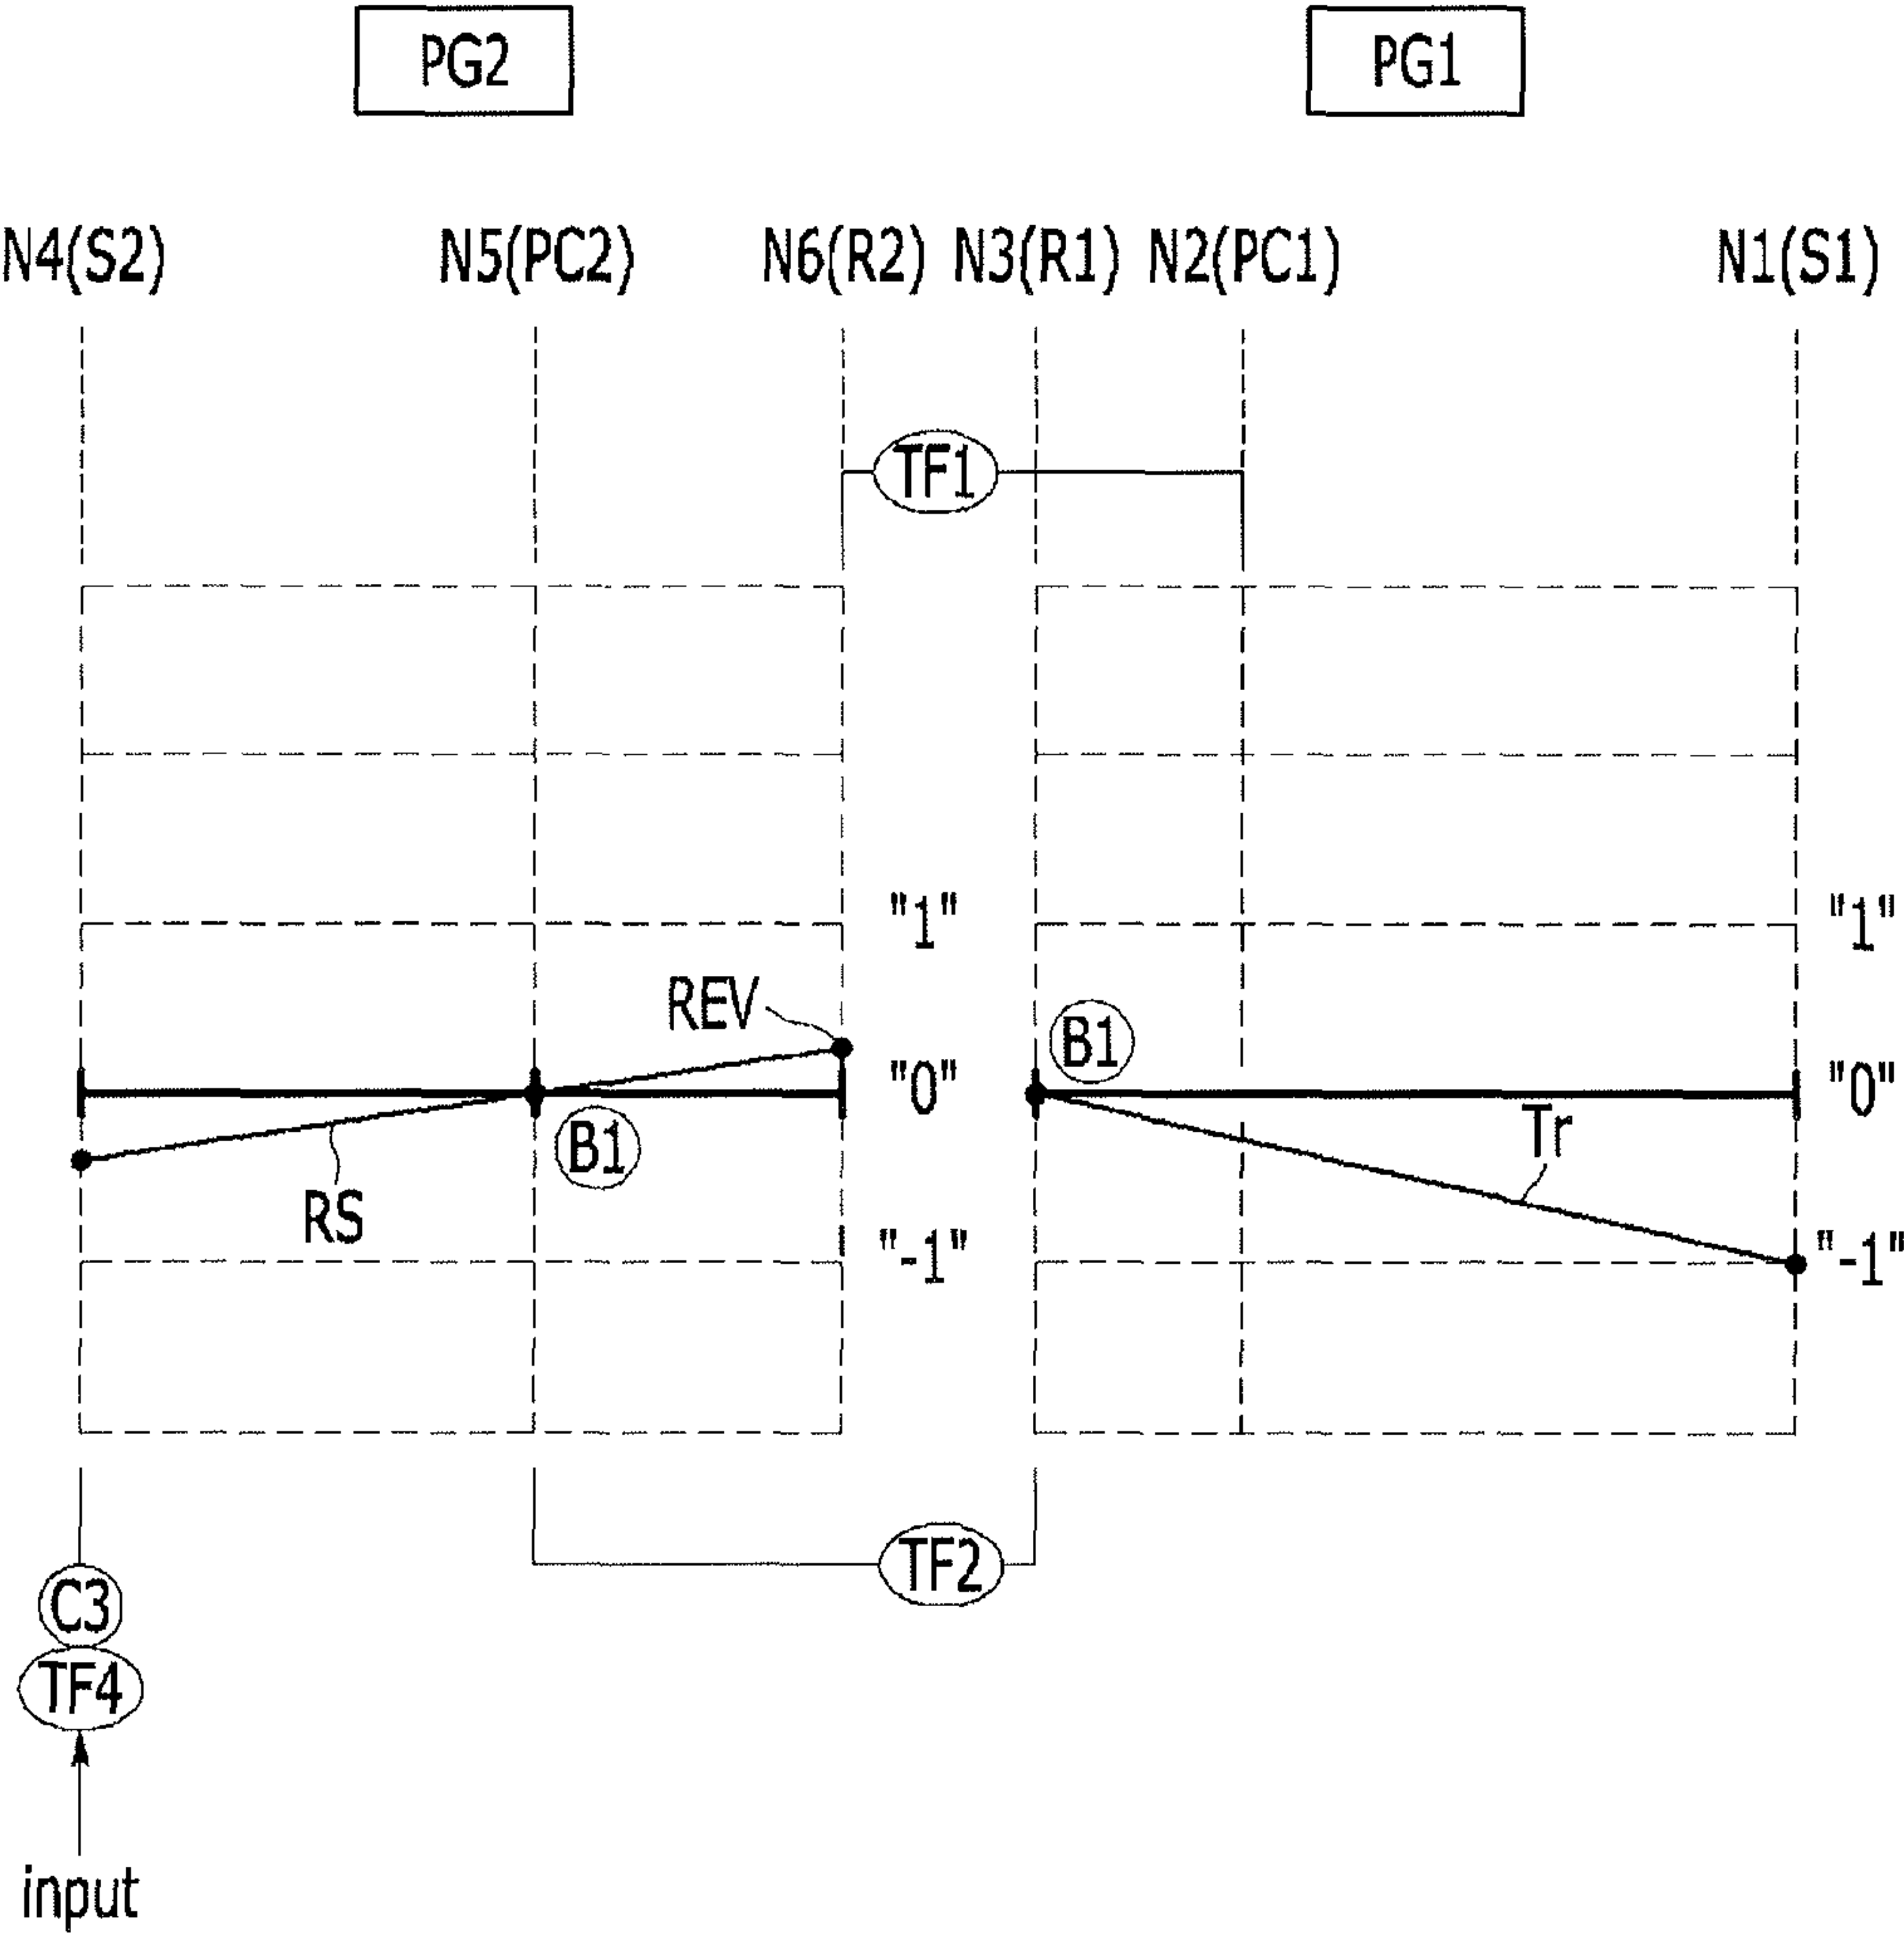 PG2 PG1
N4(S2) N5(PC2) N6(R2) N3(R1) N2(PC1) N1(S1)
TF1
"1" "1"
REV
B1
"0" "0"
Tr
B1
RS
"-1" "-1"
TF2
C3
TF4
input